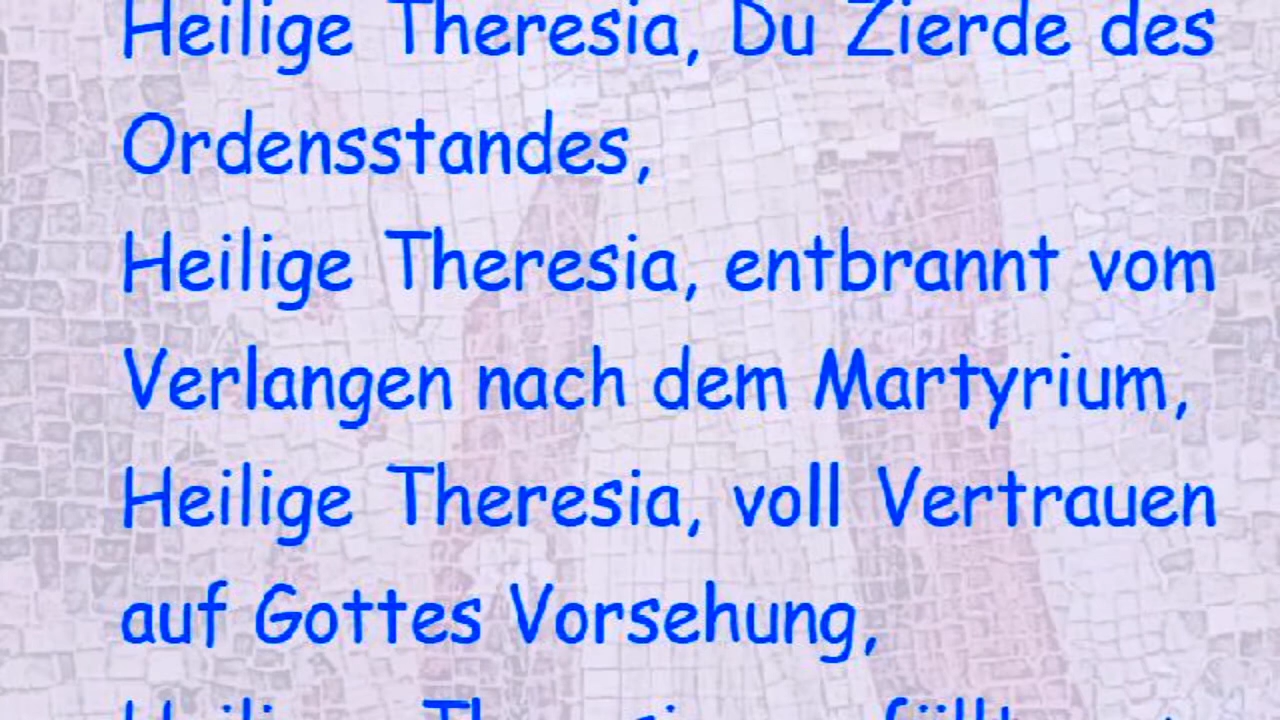 Heilige Theresia, Du Zierde des
Ordensstandes,
Heilige Theresia, entbrannt vom
Verlangen nach dem Martyrium,
Heilige Theresia, voll Vertrauen
auf Gottes Vorsehung,